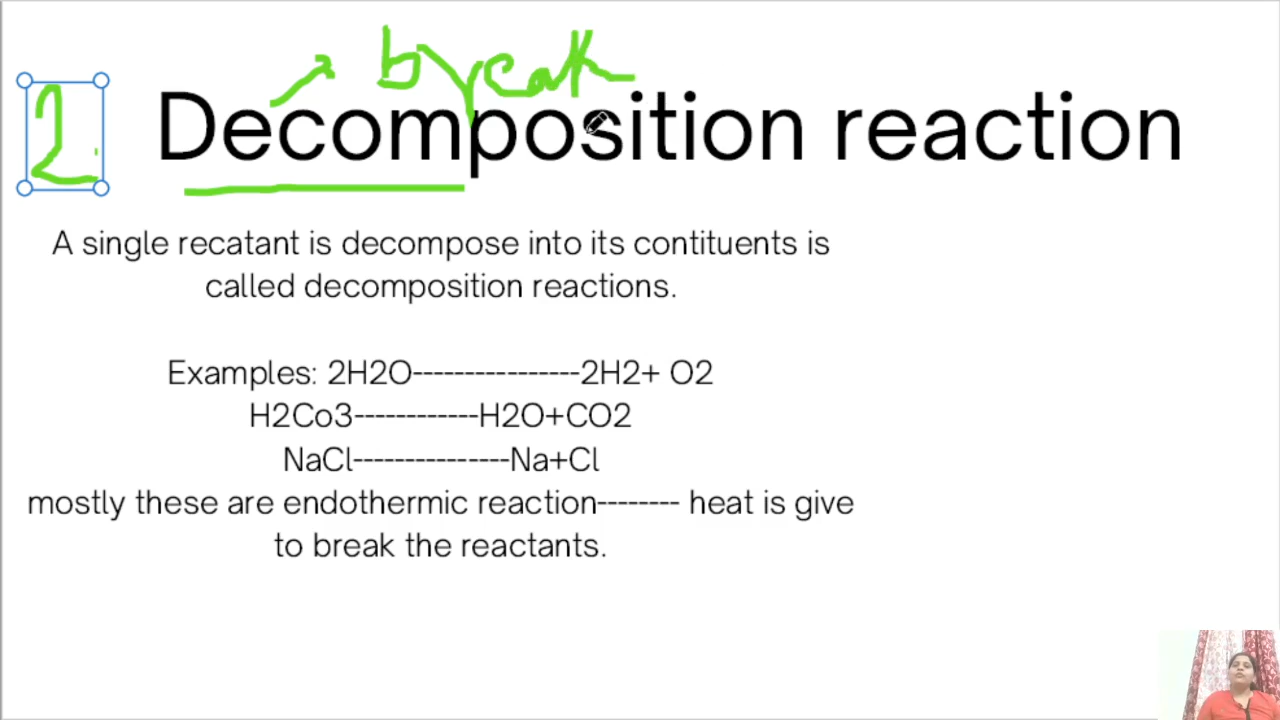 break
2.
Decomposition reaction
A single recatant is decompose into its contituents is
called decomposition reactions.
Examples: 2H2O----------------2H2+ O2
H2Co3------------H2O+CO2
NaCl---------------Na+Cl
mostly these are endothermic reaction-------- heat is give
to break the reactants.